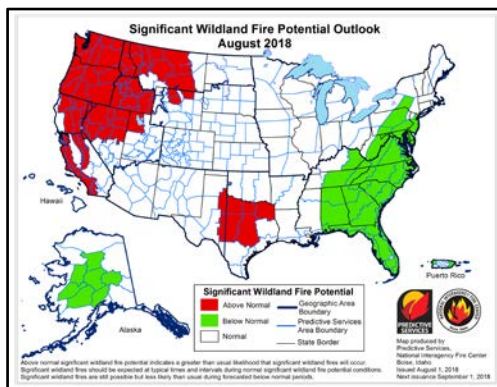 Significant Wildland Fire Potential Outlook
August 2018
Hawaii
Alaska
Puerto Rico
Significant Wildland Fire Potential
Above Normal
Below Normal
Normal
Geographic Area
Boundary
Predictive Services
Area Boundary
State Border
PREDICTIVE
SERVICES
Map produced by
Predictive Services,
National Interagency Fire Center
Boise, Idaho
Issued August 1, 2018
Next issuance September 1, 2018
Above normal significant wildland fire potential indicates a greater than usual likelihood that significant wildland fires will occur.
Significant wildland fires should be expected at typical times and intervals during normal significant wildland fire potential conditions.
Significant wildland fires are still possible but less likely than usual during forecasted below normal periods.